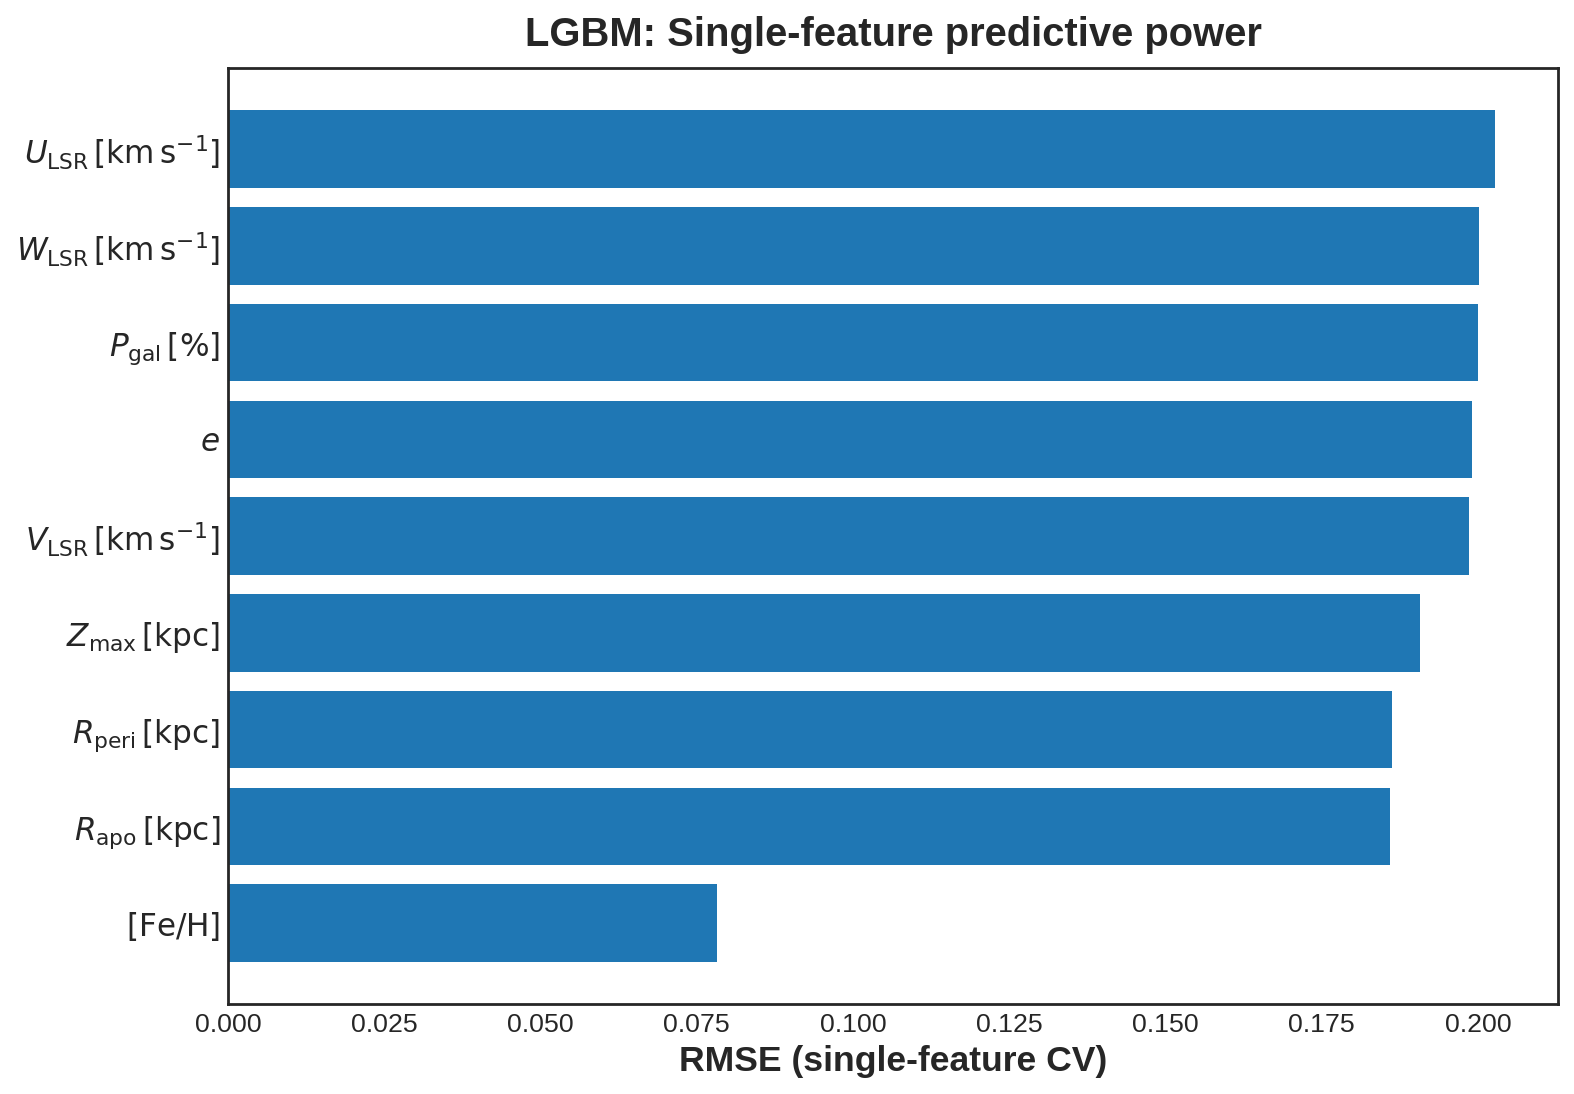 LGBM: Single-feature predictive power
U_LSR [km s⁻¹]
W_LSR [km s⁻¹]
P_gal [%]
e
V_LSR [km s⁻¹]
Z_max [kpc]
R_peri [kpc]
R_apo [kpc]
[Fe/H]
0.000 0.025 0.050 0.075 0.100 0.125 0.150 0.175 0.200
RMSE (single-feature CV)